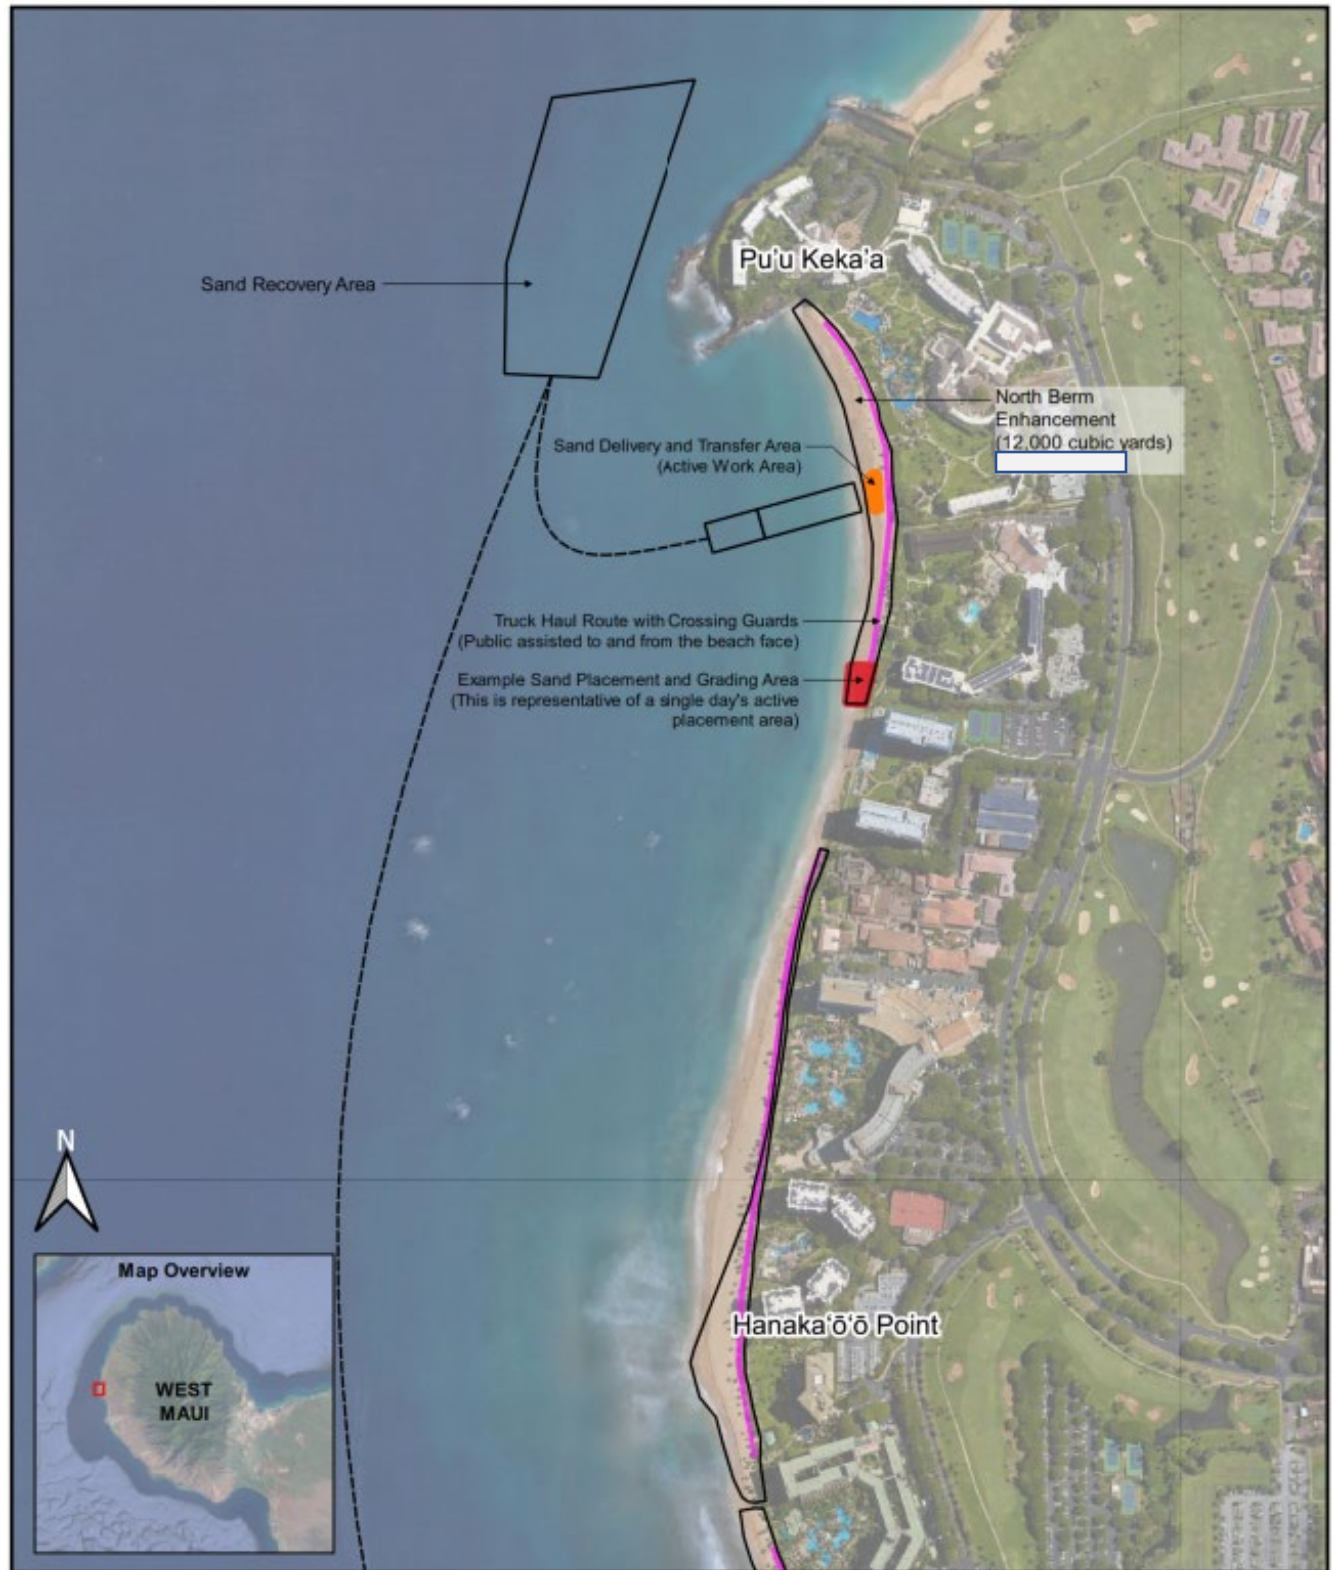 Pu'u Keka'a
Sand Recovery Area
North Berm
Enhancement
(12,000 cubic yards)
Sand Delivery and Transfer Area
(Active Work Area)
Truck Haul Route with Crossing Guards
(Public assisted to and from the beach face)
Example Sand Placement and Grading Area
(This is representative of a single day's active
placement area)
N
Map Overview
WEST
MAUI
Hanaka'ō'ō Point